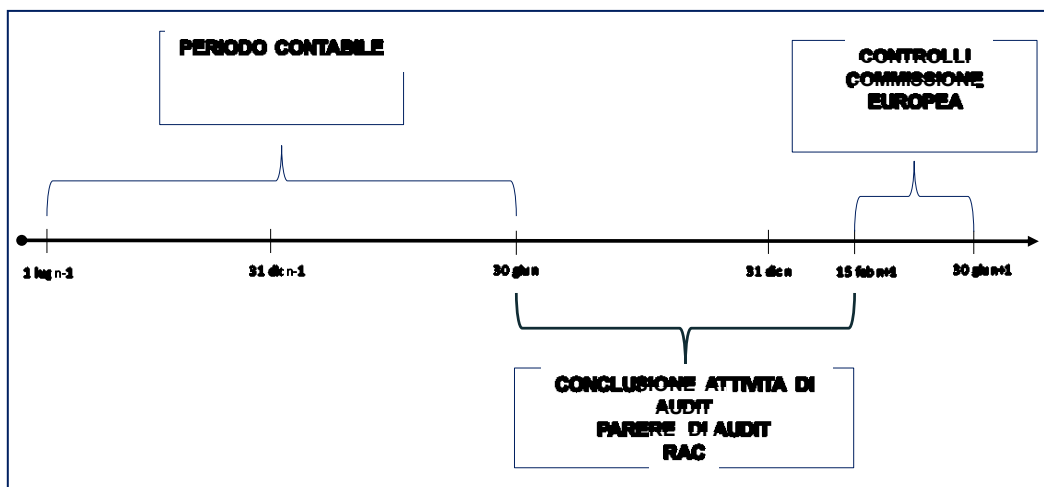 PERIODO CONTABILE
CONTROLLI
COMMISSIONE
EUROPEA
1 lug n-1
31 dic n-1
30 giu n
31 dic n
15 feb n+1
30 giu n+1
CONCLUSIONE ATTIVITA DI
AUDIT
PARERE DI AUDIT
RAC